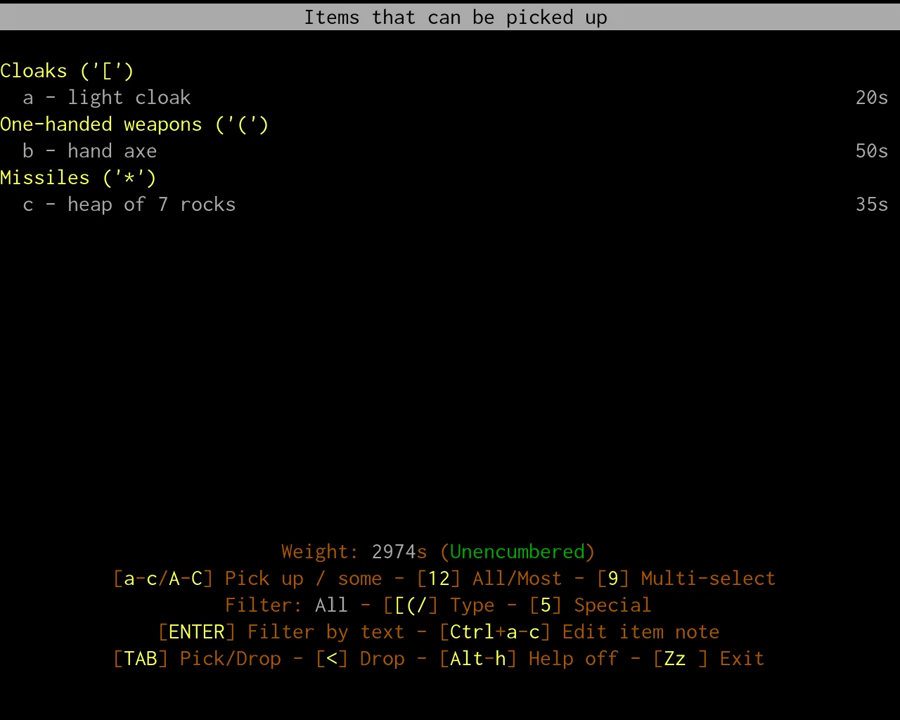 Items that can be picked up
Cloaks ('[')
a - light cloak 20s
One-handed weapons ('(')
b - hand axe 50s
Missiles ('*')
c - heap of 7 rocks 35s
Weight: 2974s (Unencumbered)
[a-c/A-C] Pick up / some - [12] All/Most - [9] Multi-select
Filter: All - [[(/] Type - [5] Special
[ENTER] Filter by text - [Ctrl+a-c] Edit item note
[TAB] Pick/Drop - [<] Drop - [Alt-h] Help off - [Zz ] Exit